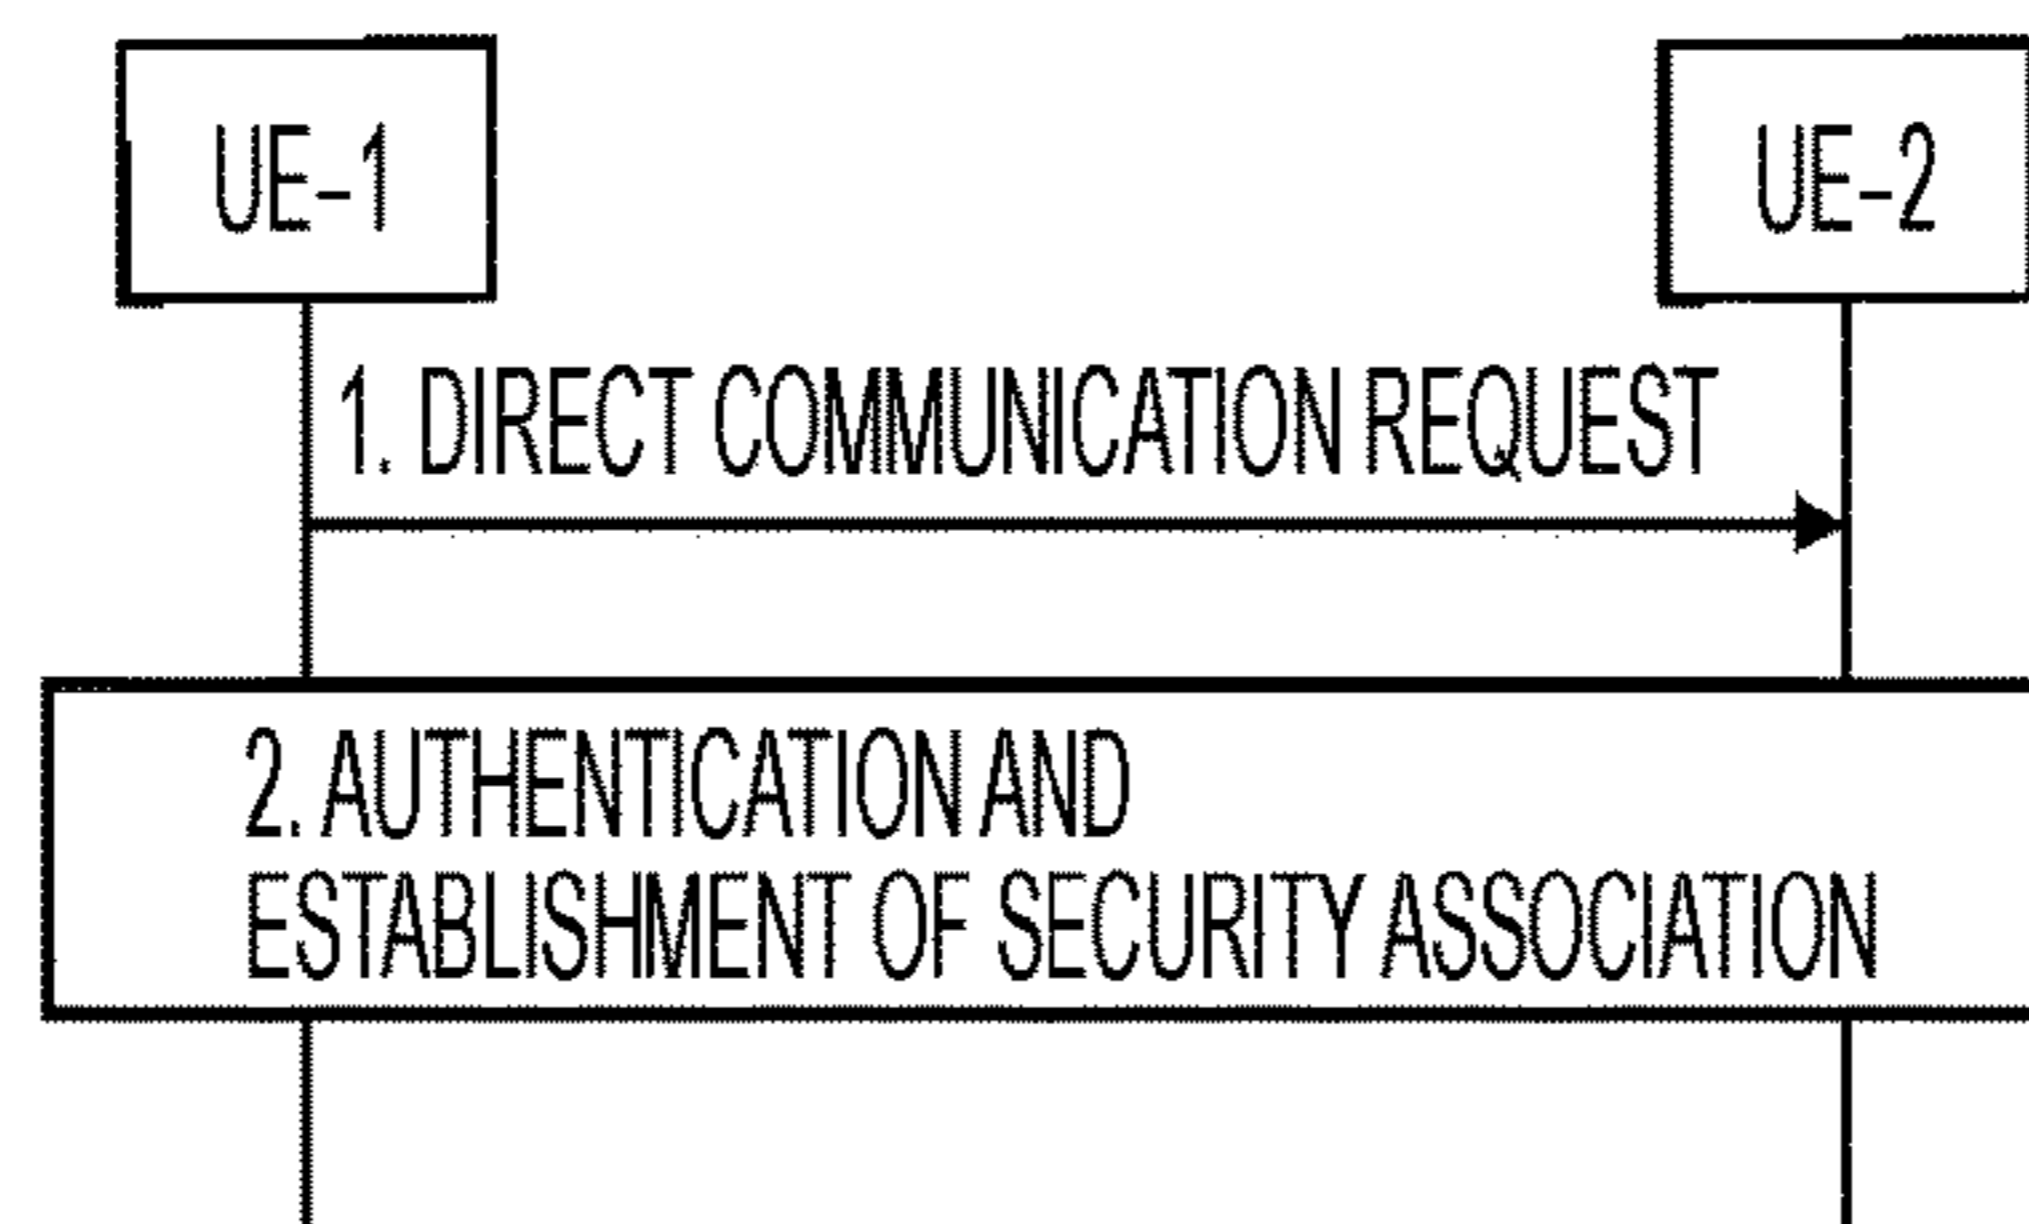 UE-1
UE-2
1. DIRECT COMMUNICATION REQUEST
2. AUTHENTICATION AND
ESTABLISHMENT OF SECURITY ASSOCIATION